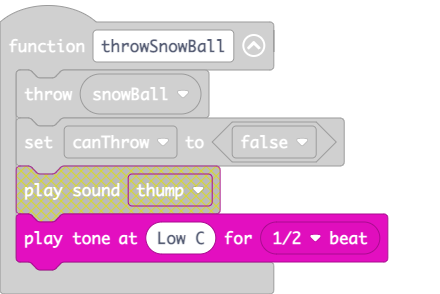 function throwSnowBall
throw snowBall
set canThrow to false
play sound thump
play tone at Low C for 1/2 beat